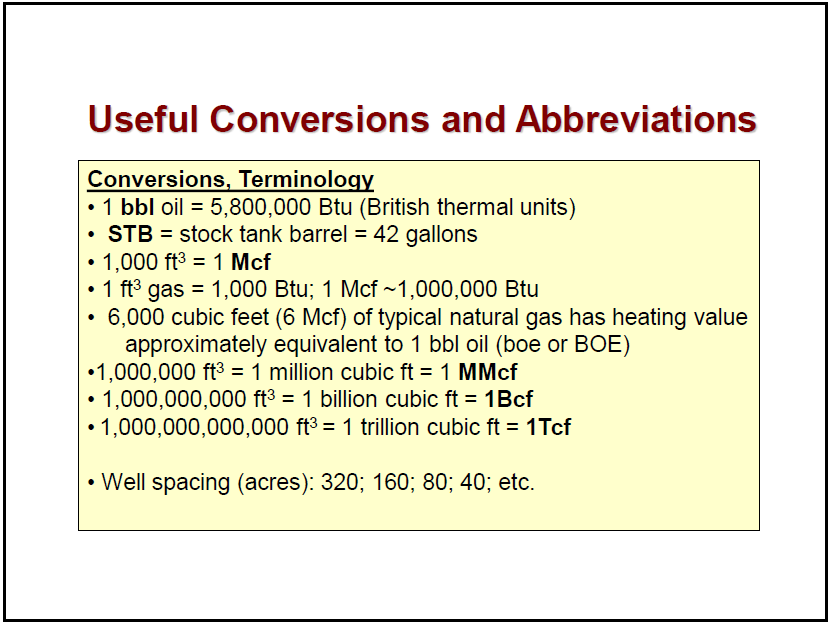 Useful Conversions and Abbreviations
Conversions, Terminology
• 1 bbl oil = 5,800,000 Btu (British thermal units)
• STB = stock tank barrel = 42 gallons
• 1,000 ft³ = 1 Mcf
• 1 ft³ gas = 1,000 Btu; 1 Mcf ~1,000,000 Btu
• 6,000 cubic feet (6 Mcf) of typical natural gas has heating value
approximately equivalent to 1 bbl oil (boe or BOE)
•1,000,000 ft³ = 1 million cubic ft = 1 MMcf
• 1,000,000,000 ft³ = 1 billion cubic ft = 1Bcf
• 1,000,000,000,000 ft³ = 1 trillion cubic ft = 1Tcf
• Well spacing (acres): 320; 160; 80; 40; etc.